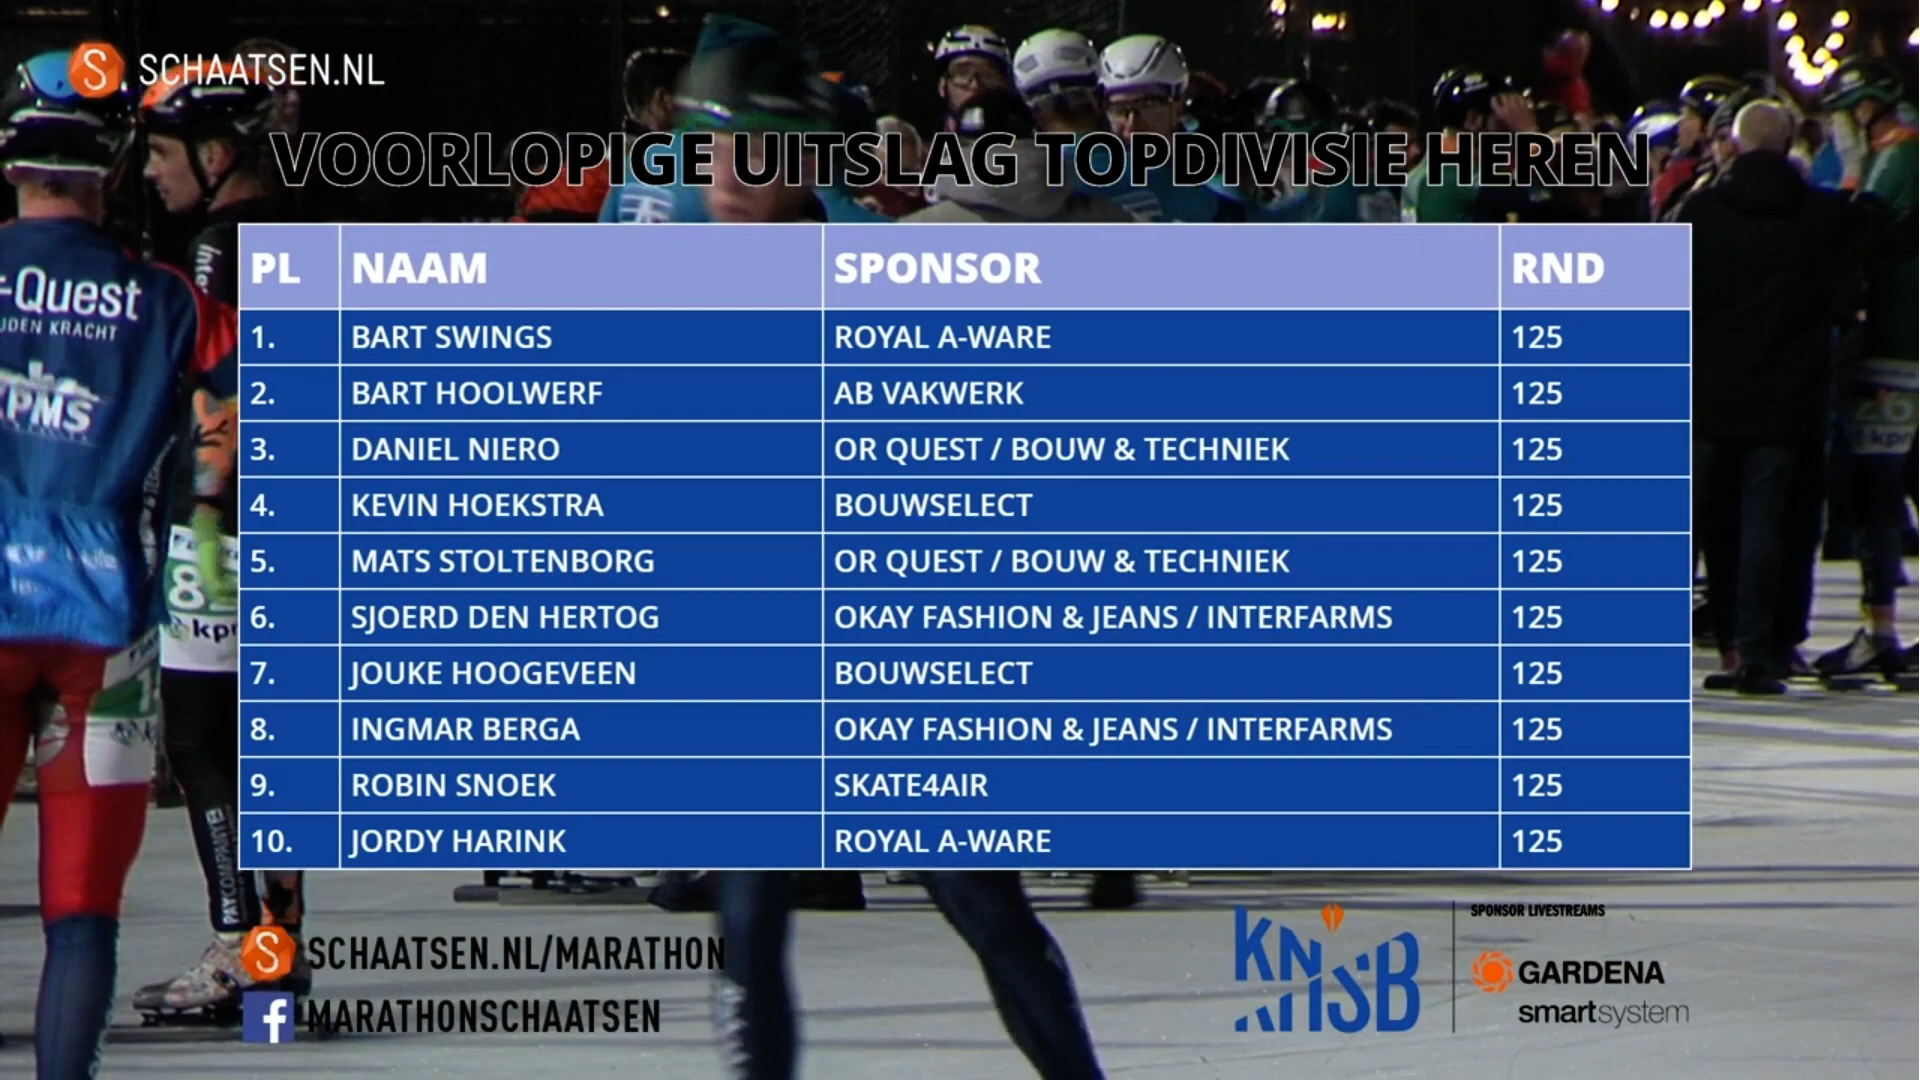 SCHAATSEN.NL
VOORLOPIGE UITSLAG TOPDIVISIE HEREN
PL NAAM SPONSOR RND
1. BART SWINGS ROYAL A-WARE 125
2. BART HOOLWERF AB VAKWERK 125
3. DANIEL NIERO OR QUEST / BOUW & TECHNIEK 125
4. KEVIN HOEKSTRA BOUWSELECT 125
5. MATS STOLTENBORG OR QUEST / BOUW & TECHNIEK 125
6. SJOERD DEN HERTOG OKAY FASHION & JEANS / INTERFARMS 125
7. JOUKE HOOGEVEEN BOUWSELECT 125
8. INGMAR BERGA OKAY FASHION & JEANS / INTERFARMS 125
9. ROBIN SNOEK SKATE4AIR 125
10. JORDY HARINK ROYAL A-WARE 125
-Quest
KRACHT
SCHAATSEN.NL/MARATHON
MARATHONSCHAATSEN
KNSB
SPONSOR LIVESTREAMS
GARDENA
smartsystem